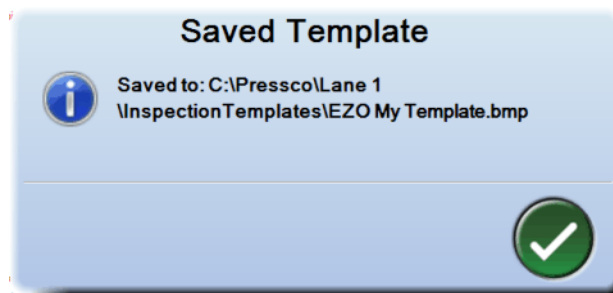 Saved Template
Saved to: C:\Pressco\Lane 1
\InspectionTemplates\EZO My Template.bmp